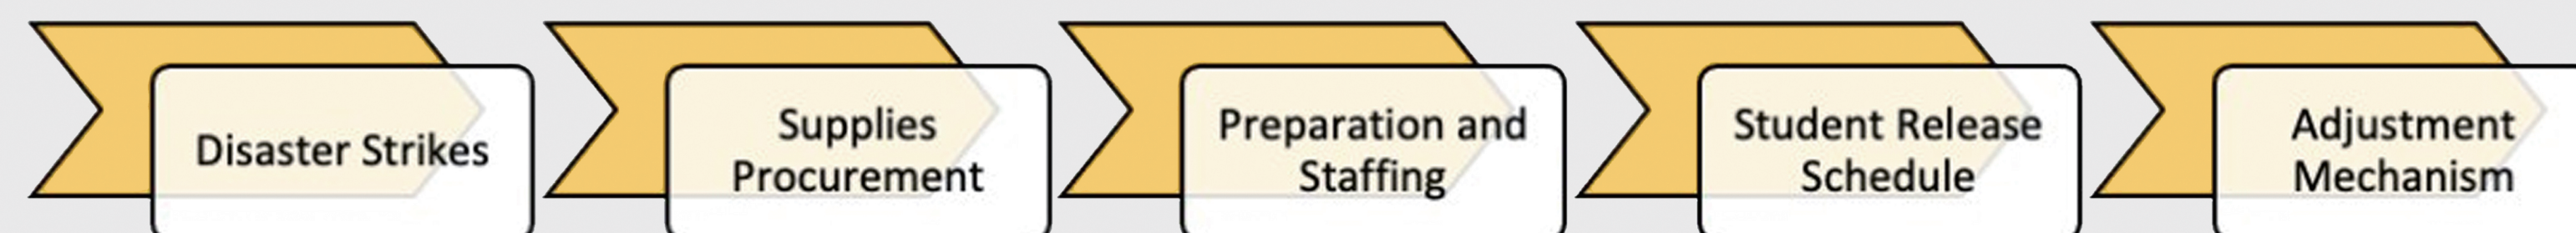 Disaster Strikes
Supplies
Procurement
Preparation and
Staffing
Student Release
Schedule
Adjustment
Mechanism